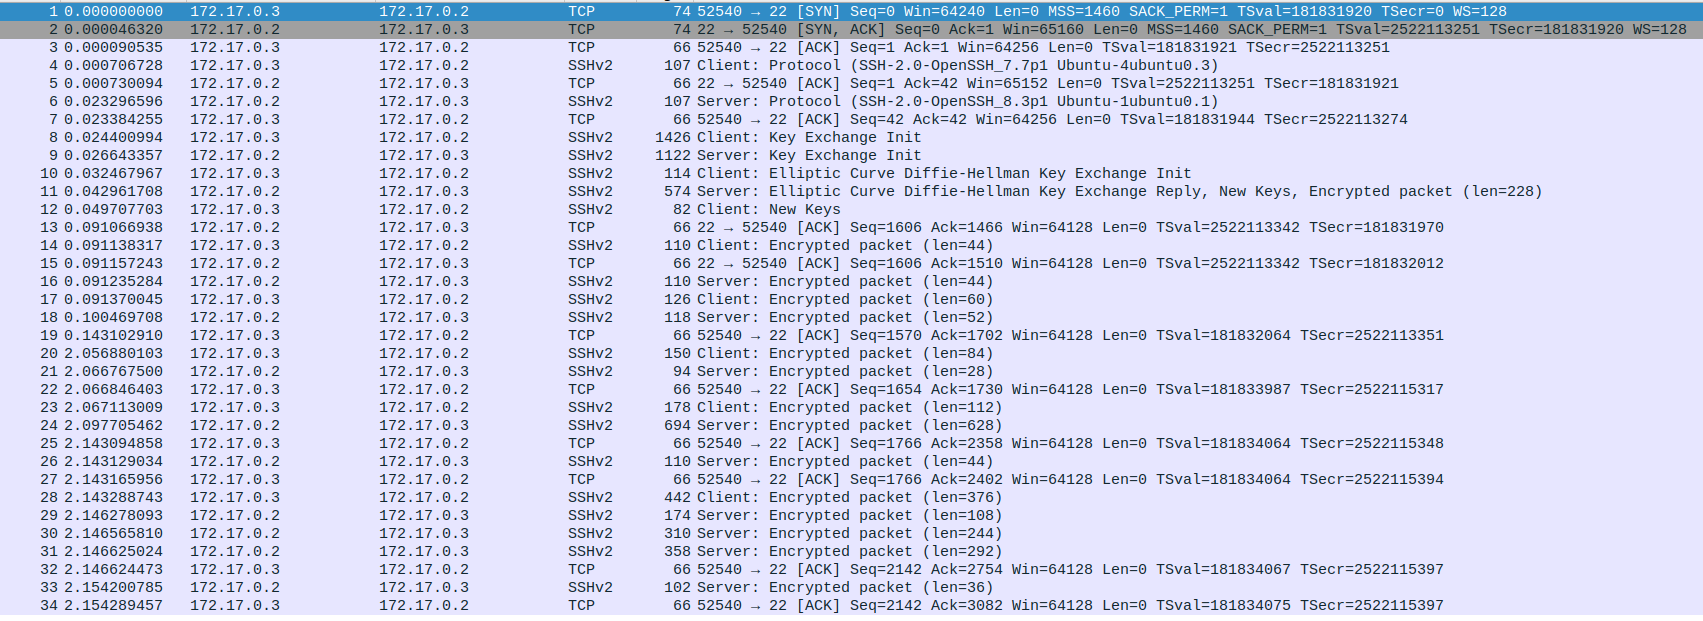 1 0.000000000 172.17.0.3 172.17.0.2 TCP 74 52540 → 22 [SYN] Seq=0 Win=64240 Len=0 MSS=1460 SACK_PERM=1 TSval=181831920 TSecr=0 WS=128
2 0.000046320 172.17.0.2 172.17.0.3 TCP 74 22 → 52540 [SYN, ACK] Seq=0 Ack=1 Win=65160 Len=0 MSS=1460 SACK_PERM=1 TSval=2522113251 TSecr=181831920 WS=128
3 0.000090535 172.17.0.3 172.17.0.2 TCP 66 52540 → 22 [ACK] Seq=1 Ack=1 Win=64256 Len=0 TSval=181831921 TSecr=2522113251
4 0.000706728 172.17.0.3 172.17.0.2 SSHv2 107 Client: Protocol (SSH-2.0-OpenSSH_7.7p1 Ubuntu-4ubuntu0.3)
5 0.000730094 172.17.0.2 172.17.0.3 TCP 66 22 → 52540 [ACK] Seq=1 Ack=42 Win=65152 Len=0 TSval=2522113251 TSecr=181831921
6 0.023296596 172.17.0.2 172.17.0.3 SSHv2 107 Server: Protocol (SSH-2.0-OpenSSH_8.3p1 Ubuntu-1ubuntu0.1)
7 0.023384255 172.17.0.3 172.17.0.2 TCP 66 52540 → 22 [ACK] Seq=42 Ack=42 Win=64256 Len=0 TSval=181831944 TSecr=2522113274
8 0.024400994 172.17.0.3 172.17.0.2 SSHv2 1426 Client: Key Exchange Init
9 0.026643357 172.17.0.2 172.17.0.3 SSHv2 1122 Server: Key Exchange Init
10 0.032467967 172.17.0.3 172.17.0.2 SSHv2 114 Client: Elliptic Curve Diffie-Hellman Key Exchange Init
11 0.042961708 172.17.0.2 172.17.0.3 SSHv2 574 Server: Elliptic Curve Diffie-Hellman Key Exchange Reply, New Keys, Encrypted packet (len=228)
12 0.049707703 172.17.0.3 172.17.0.2 SSHv2 82 Client: New Keys
13 0.091066938 172.17.0.2 172.17.0.3 TCP 66 22 → 52540 [ACK] Seq=1606 Ack=1466 Win=64128 Len=0 TSval=2522113342 TSecr=181831970
14 0.091138317 172.17.0.3 172.17.0.2 SSHv2 110 Client: Encrypted packet (len=44)
15 0.091157243 172.17.0.2 172.17.0.3 TCP 66 22 → 52540 [ACK] Seq=1606 Ack=1510 Win=64128 Len=0 TSval=2522113342 TSecr=181832012
16 0.091235284 172.17.0.2 172.17.0.3 SSHv2 110 Server: Encrypted packet (len=44)
17 0.091370045 172.17.0.3 172.17.0.2 SSHv2 126 Client: Encrypted packet (len=60)
18 0.100469708 172.17.0.2 172.17.0.3 SSHv2 118 Server: Encrypted packet (len=52)
19 0.143102910 172.17.0.3 172.17.0.2 TCP 66 52540 → 22 [ACK] Seq=1570 Ack=1702 Win=64128 Len=0 TSval=181832064 TSecr=2522113351
20 2.056880103 172.17.0.3 172.17.0.2 SSHv2 150 Client: Encrypted packet (len=84)
21 2.066767500 172.17.0.2 172.17.0.3 SSHv2 94 Server: Encrypted packet (len=28)
22 2.066846403 172.17.0.3 172.17.0.2 TCP 66 52540 → 22 [ACK] Seq=1654 Ack=1730 Win=64128 Len=0 TSval=181833987 TSecr=2522115317
23 2.067113009 172.17.0.3 172.17.0.2 SSHv2 178 Client: Encrypted packet (len=112)
24 2.097705462 172.17.0.2 172.17.0.3 SSHv2 694 Server: Encrypted packet (len=628)
25 2.143094858 172.17.0.3 172.17.0.2 TCP 66 52540 → 22 [ACK] Seq=1766 Ack=2358 Win=64128 Len=0 TSval=181834064 TSecr=2522115348
26 2.143129034 172.17.0.2 172.17.0.3 SSHv2 110 Server: Encrypted packet (len=44)
27 2.143165956 172.17.0.3 172.17.0.2 TCP 66 52540 → 22 [ACK] Seq=1766 Ack=2402 Win=64128 Len=0 TSval=181834064 TSecr=2522115394
28 2.143288743 172.17.0.3 172.17.0.2 SSHv2 442 Client: Encrypted packet (len=376)
29 2.146278093 172.17.0.2 172.17.0.3 SSHv2 174 Server: Encrypted packet (len=108)
30 2.146565810 172.17.0.2 172.17.0.3 SSHv2 310 Server: Encrypted packet (len=244)
31 2.146625024 172.17.0.2 172.17.0.3 SSHv2 358 Server: Encrypted packet (len=292)
32 2.146624473 172.17.0.3 172.17.0.2 TCP 66 52540 → 22 [ACK] Seq=2142 Ack=2754 Win=64128 Len=0 TSval=181834067 TSecr=2522115397
33 2.154200785 172.17.0.2 172.17.0.3 SSHv2 102 Server: Encrypted packet (len=36)
34 2.154289457 172.17.0.3 172.17.0.2 TCP 66 52540 → 22 [ACK] Seq=2142 Ack=3082 Win=64128 Len=0 TSval=181834075 TSecr=2522115397